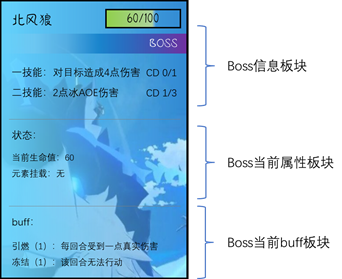 北风狼
60/100
BOSS
一技能：对目标造成4点伤害 CD 0/1
二技能：2点冰AOE伤害 CD 1/3
Boss信息板块
状态：
当前生命值：60
元素挂载：无
Boss当前属性板块
buff：
引燃（1）：每回合受到一点真实伤害
冻结（1）：该回合无法行动
Boss当前buff板块